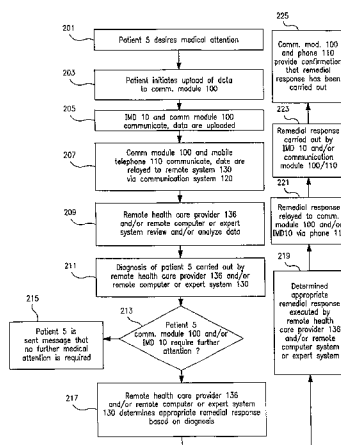 201
Patient 5 desires medical attention
203
Patient initiates upload of data
to comm. module 100
205
IMD 10 and comm module 100
communicate, data are uploaded
207
Comm module 100 and mobile
telephone 110 communicate, date are
relayed to remote system 130
via communication system 120
209
Remote health care provider 136
and/or remote computer or expert
system review and/or analyze data
211
Diagnosis of patient 5 carried out by
remote health care provider 136 and/or
remote computer or expert system 130
213
Patient 5
comm. module 100 and/or
IMD 10 require further
attention ?
215
Patient 5 is
sent message that
no further medical
attention is required
217
Remote health care provider 136
and/or remote computer or expert system
130 determines appropriate remedial response
based on diagnosis
219
Determined
appropriate
remedial response
executed by
remote health
care provider 136
and/or remote
computer system
or expert system
221
Remedial response
relayed to comm.
module 100 and/or
IMD10 via phone 11
223
Remedial response
carried out by
IMD 10 and/or
communication
module 100/110
225
Comm. mod. 100
and phone 110
provide confirmation
that remedial
response has been
carried out